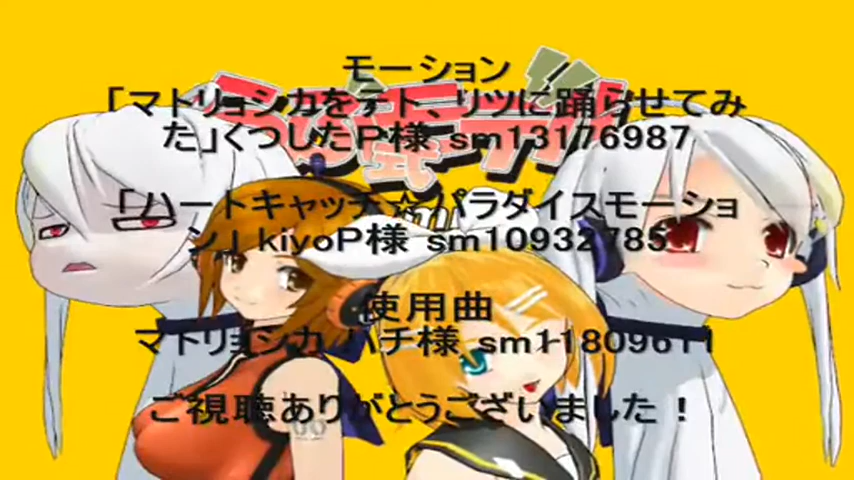 モーション
「マトリョシカをテト、リツに踊らせてみ
た」くつしたP様 sm13176987
「ハートキャッチ☆パラダイスモーショ
ン」kiyoP様 sm10932785
使用曲
マトリョシカ ハチ様 sm11809611
ご視聴ありがとうございました！